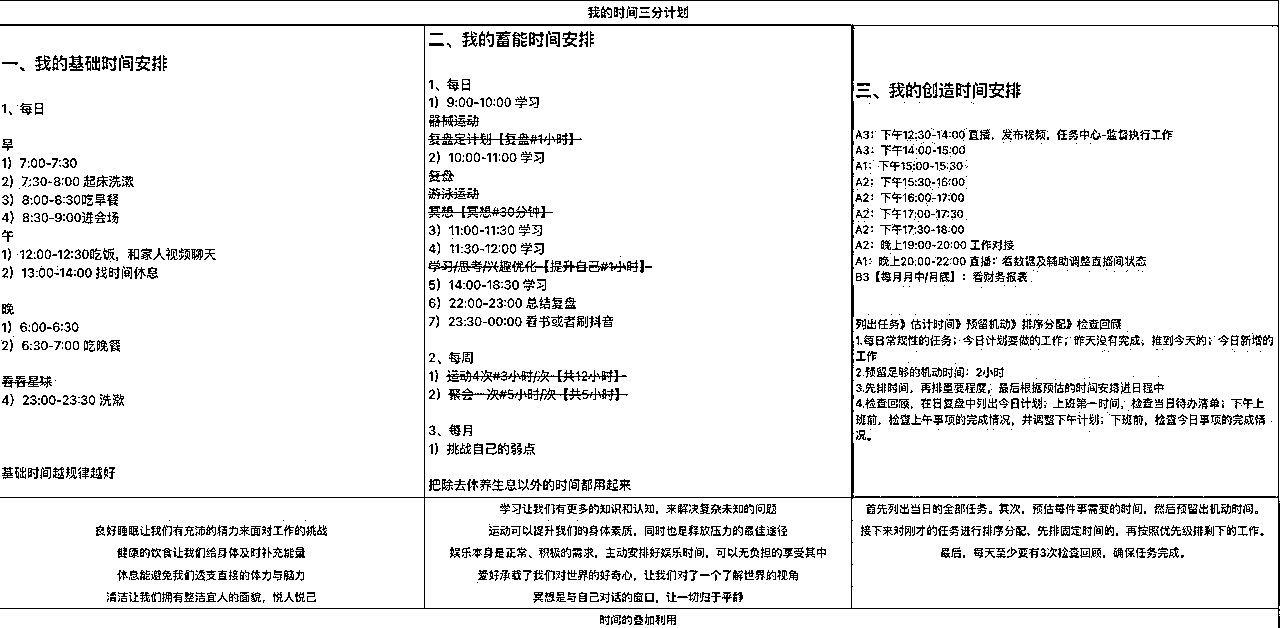 我的时间三分计划
一、我的基础时间安排
1、每日
早
1）7:00-7:30
2）7:30-8:00 起床洗漱
3）8:00-8:30吃早餐
4）8:30-9:00进会场
午
1）12:00-12:30吃饭，和家人视频聊天
2）13:00-14:00 找时间休息
晚
1）6:00-6:30
2）6:30-7:00 吃晚餐
吞吞星球
4）23:00-23:30 洗漱
基础时间越规律越好
二、我的蓄能时间安排
1、每日
1）9:00-10:00 学习
器械运动
复盘定计划【复盘#1小时】
2）10:00-11:00 学习
复盘
游泳运动
冥想【冥想#30分钟】
3）11:00-11:30 学习
4）11:30-12:00 学习
学习/思考/兴趣优化【提升自己#1小时】
5）14:00-18:30 学习
6）22:00-23:00 总结复盘
7）23:30-00:00 看书或者刷抖音
2、每周
1）运动4次#3小时/次【共12小时】
2）聚会一次#5小时/次【共5小时】
3、每月
1）挑战自己的弱点
把除去休养生息以外的时间都用起来
三、我的创造时间安排
A3：下午12:30-14:00 直播，发布视频，任务中心-监督执行工作
A3：下午14:00-15:00
A1：下午15:00-15:30
A2：下午15:30-16:00
A2：下午16:00-17:00
A2：下午17:00-17:30
A2：下午17:30-18:00
A2：晚上19:00-20:00 工作对接
A1：晚上20:00-22:00 直播：看数据及辅助调整直播间状态
B3【每月月中/月底】：看财务报表
列出任务》估计时间》预留机动》排序分配》检查回顾
1.每日常规性的任务；今日计划要做的工作；昨天没有完成，推到今天的；今日新增的
工作
2.预留足够的机动时间：2小时
3.先排时间，再排重要程度，最后根据预估的时间安排进日程中
4.检查回顾，在日复盘中列出今日计划；上班第一时间，检查当日待办清单；下午上
班前，检查上午事项的完成情况，并调整下午计划；下班前，检查今日事项的完成情
况。
良好睡眠让我们有充沛的精力来面对工作的挑战
健康的饮食让我们给身体及时补充能量
休息能避免我们透支直接的体力与脑力
清洁让我们拥有整洁宜人的面貌，悦人悦己
学习让我们有更多的知识和认知，来解决复杂未知的问题
运动可以提升我们的身体素质，同时也是释放压力的最佳途径
娱乐本身是正常、积极的需求，主动安排好娱乐时间，可以无负担的享受其中
爱好承载了我们对世界的好奇心，让我们对了一个了解世界的视角
冥想是与自己对话的窗口，让一切归于平静
首先列出当日的全部任务。其次，预估每件事需要的时间，然后预留出机动时间。
接下来对刚才的任务进行排序分配、先排固定时间的，再按照优先级排剩下的工作。
最后，每天至少要有3次检查回顾，确保任务完成。
时间的叠加利用